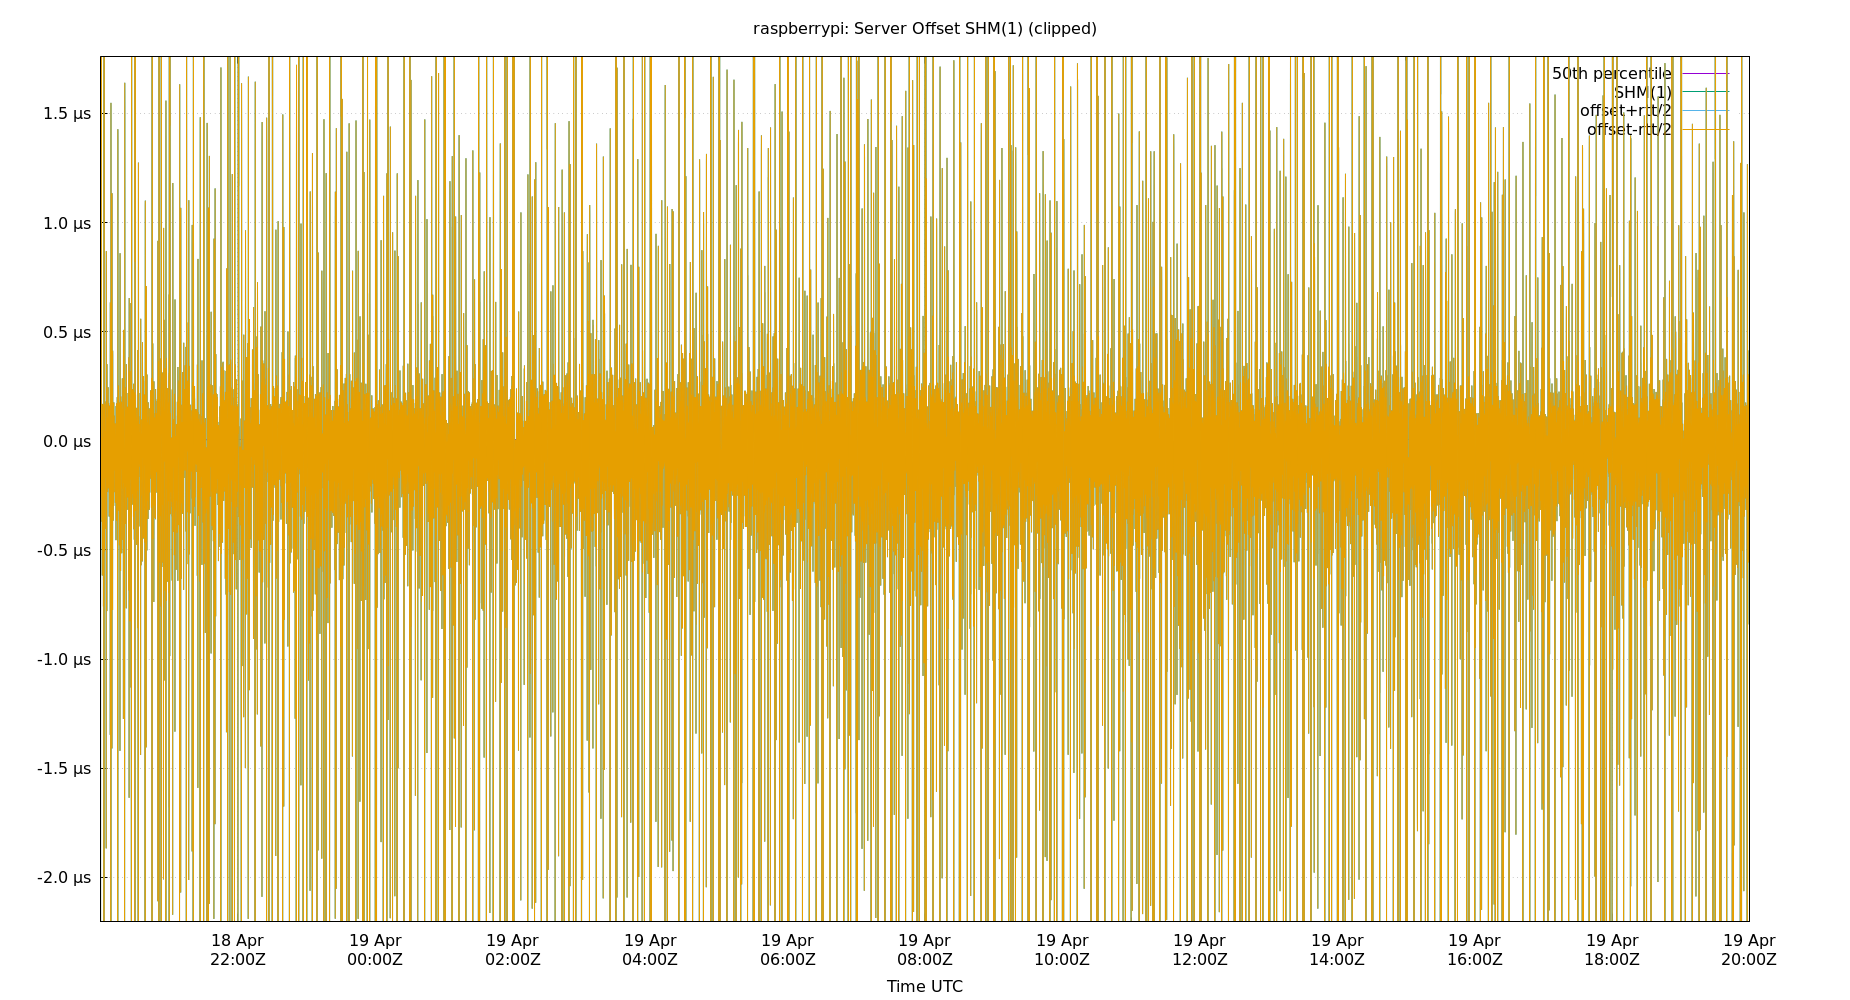 raspberrypi: Server Offset SHM(1) (clipped)
50th percentile
SHM(1)
offset+rtt/2
offset-rtt/2
1.5 µs
1.0 µs
0.5 µs
0.0 µs
-0.5 µs
-1.0 µs
-1.5 µs
-2.0 µs
18 Apr 19 Apr 19 Apr 19 Apr 19 Apr 19 Apr 19 Apr 19 Apr 19 Apr 19 Apr 19 Apr 19 Apr
22:00Z 00:00Z 02:00Z 04:00Z 06:00Z 08:00Z 10:00Z 12:00Z 14:00Z 16:00Z 18:00Z 20:00Z
Time UTC